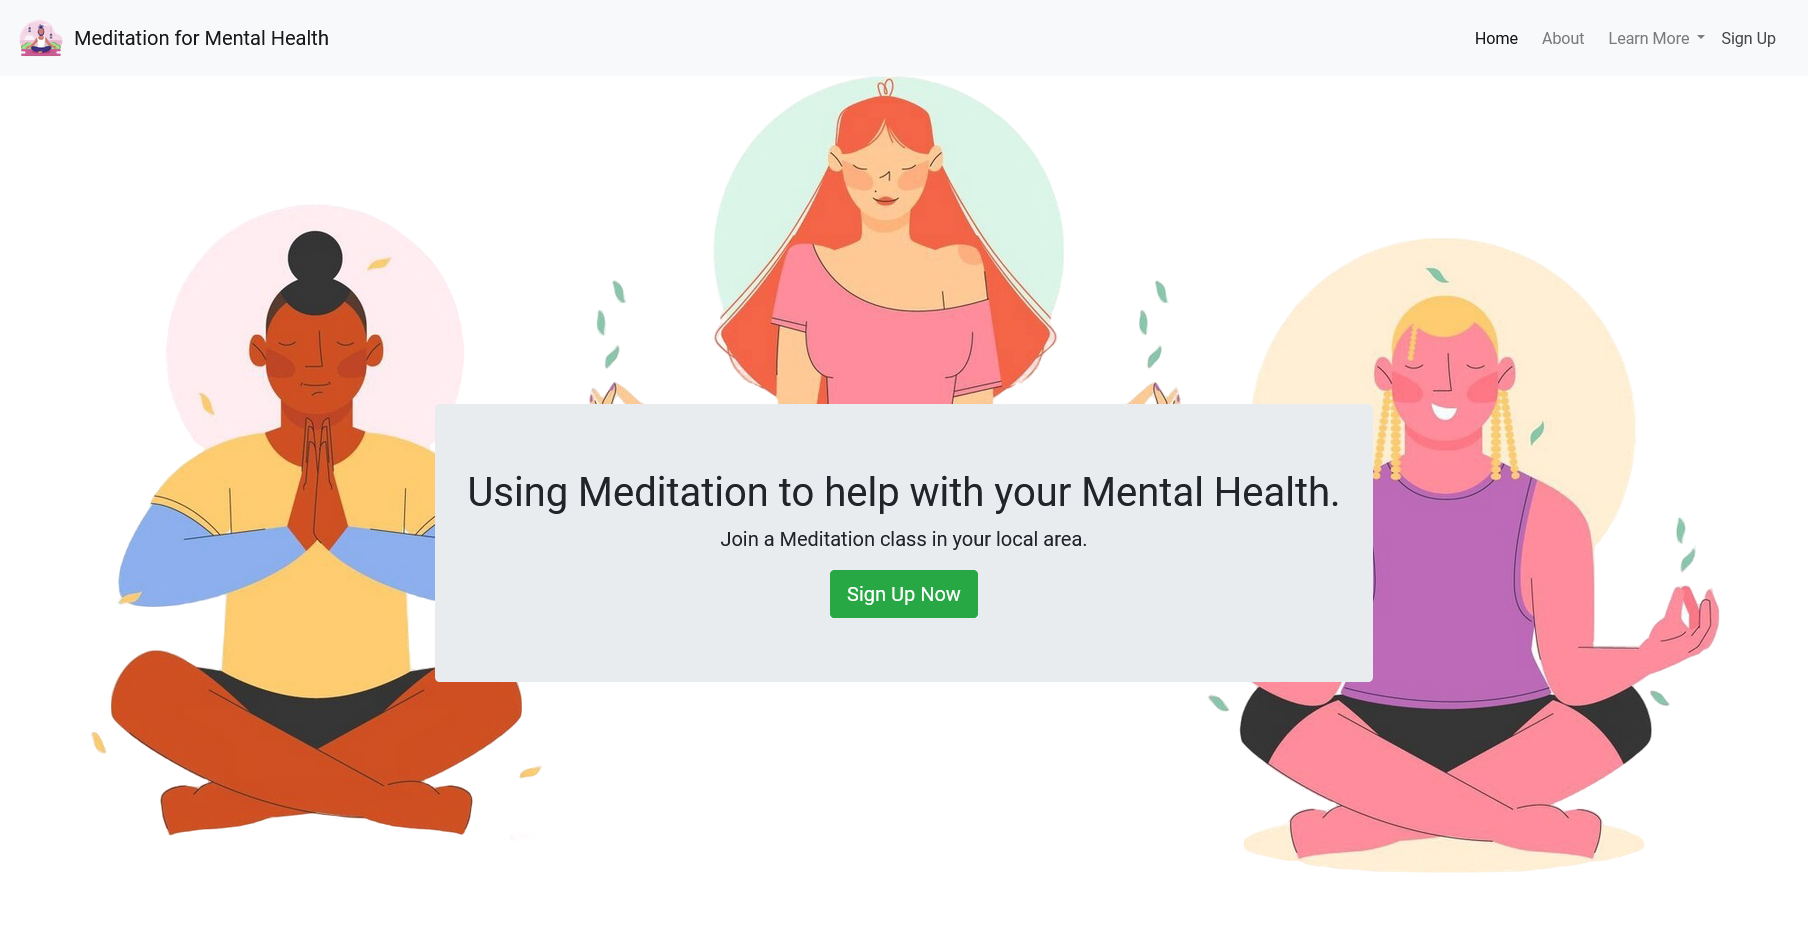 Meditation for Mental Health
Home About Learn More Sign Up
Using Meditation to help with your Mental Health.
Join a Meditation class in your local area.
Sign Up Now